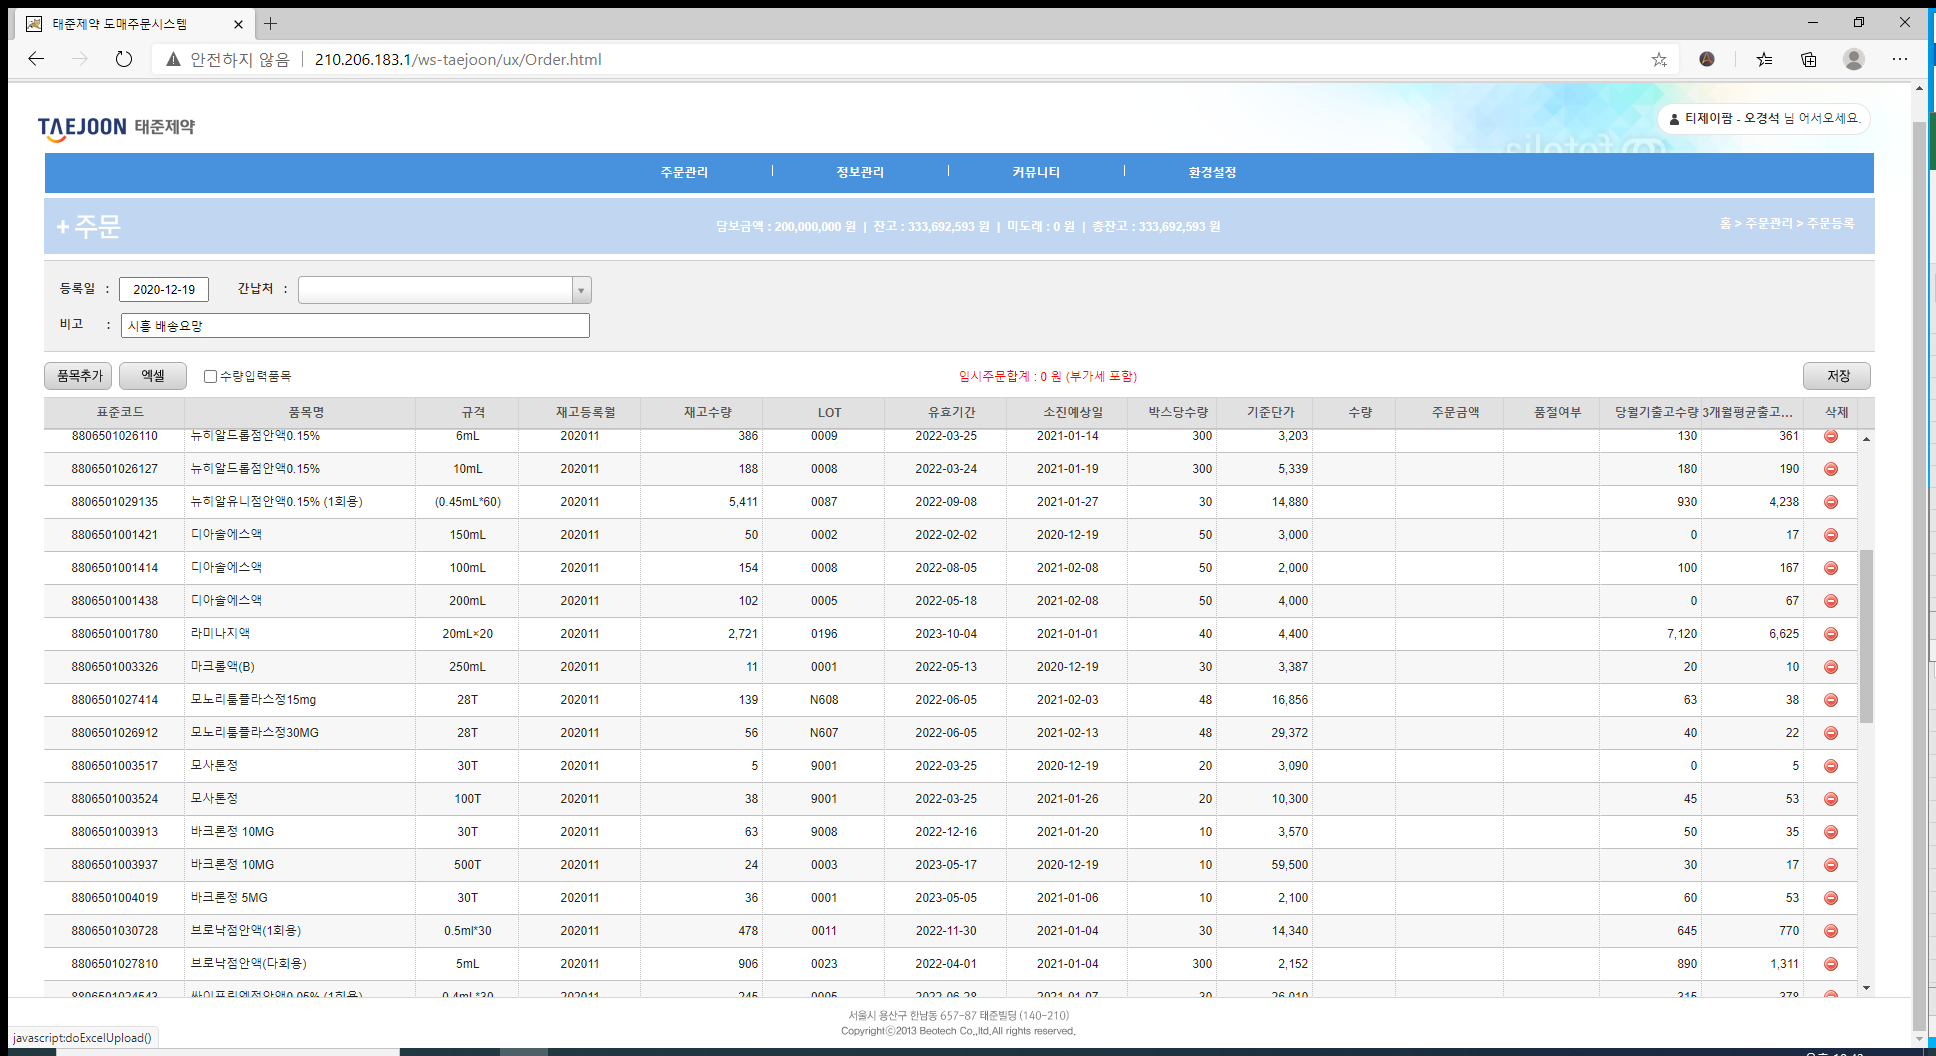 태준제약 도매주문시스템
안전하지 않음 210.206.183.1/ws-taejoon/ux/Order.html
TAEJOON 태준제약
티제이팜 - 오경석 님 어서오세요.
fotolia
주문관리 정보관리 커뮤니티 환경설정
+ 주문 담보금액 : 200,000,000 원 | 잔고 : 333,692,593 원 | 미도래 : 0 원 | 총잔고 : 333,692,593 원 홈 > 주문관리 > 주문등록
등록일 : 2020-12-19 간납처 :
비고 : 시흥 배송요망
품목추가 엑셀 수량입력품목 임시주문합계 : 0 원 (부가세 포함) 저장
표준코드 품목명 규격 재고등록월 재고수량 LOT 유효기간 소진예상일 박스당수량 기준단가 수량 주문금액 품절여부 당월기출고수량 3개월평균출고... 삭제
8806501026110 뉴히알드롭점안액0.15% 6mL 202011 386 0009 2022-03-25 2021-01-14 300 3,203 130 361
8806501026127 뉴히알드롭점안액0.15% 10mL 202011 188 0008 2022-03-24 2021-01-19 300 5,339 180 190
8806501029135 뉴히알유니점안액0.15% (1회용) (0.45mL*60) 202011 5,411 0087 2022-09-08 2021-01-27 30 14,880 930 4,238
8806501001421 디아솔에스액 150mL 202011 50 0002 2022-02-02 2020-12-19 50 3,000 0 17
8806501001414 디아솔에스액 100mL 202011 154 0008 2022-08-05 2021-02-08 50 2,000 100 167
8806501001438 디아솔에스액 200mL 202011 102 0005 2022-05-18 2021-02-08 50 4,000 0 67
8806501001780 라미나지액 20mL×20 202011 2,721 0196 2023-10-04 2021-01-01 40 4,400 7,120 6,625
8806501003326 마크롤액(B) 250mL 202011 11 0001 2022-05-13 2020-12-19 30 3,387 20 10
8806501027414 모노리툼플라스정15mg 28T 202011 139 N608 2022-06-05 2021-02-03 48 16,856 63 38
8806501026912 모노리툼플라스정30MG 28T 202011 56 N607 2022-06-05 2021-02-13 48 29,372 40 22
8806501003517 모사톤정 30T 202011 5 9001 2022-03-25 2020-12-19 20 3,090 0 5
8806501003524 모사톤정 100T 202011 38 9001 2022-03-25 2021-01-26 20 10,300 45 53
8806501003913 바크론정 10MG 30T 202011 63 9008 2022-12-16 2021-01-20 10 3,570 50 35
8806501003937 바크론정 10MG 500T 202011 24 0003 2023-05-17 2020-12-19 10 59,500 30 17
8806501004019 바크론정 5MG 30T 202011 36 0001 2023-05-05 2021-01-06 10 2,100 60 53
8806501030728 브로낙점안액(1회용) 0.5ml*30 202011 478 0011 2022-11-30 2021-01-04 30 14,340 645 770
8806501027810 브로낙점안액(다회용) 5mL 202011 906 0023 2022-04-01 2021-01-04 300 2,152 890 1,311
8806501024543 싸이포린엔점안액0.05% (1회용) 0.4mL*30 202011 245 0005 2022-06-28 2021-01-07 30 26,010 315 378
서울시 용산구 한남동 657-87 태준빌딩 (140-210)
Copyrightⓒ2013 Beotech Co.,ltd.All rights reserved.
javascript:doExcelUpload()